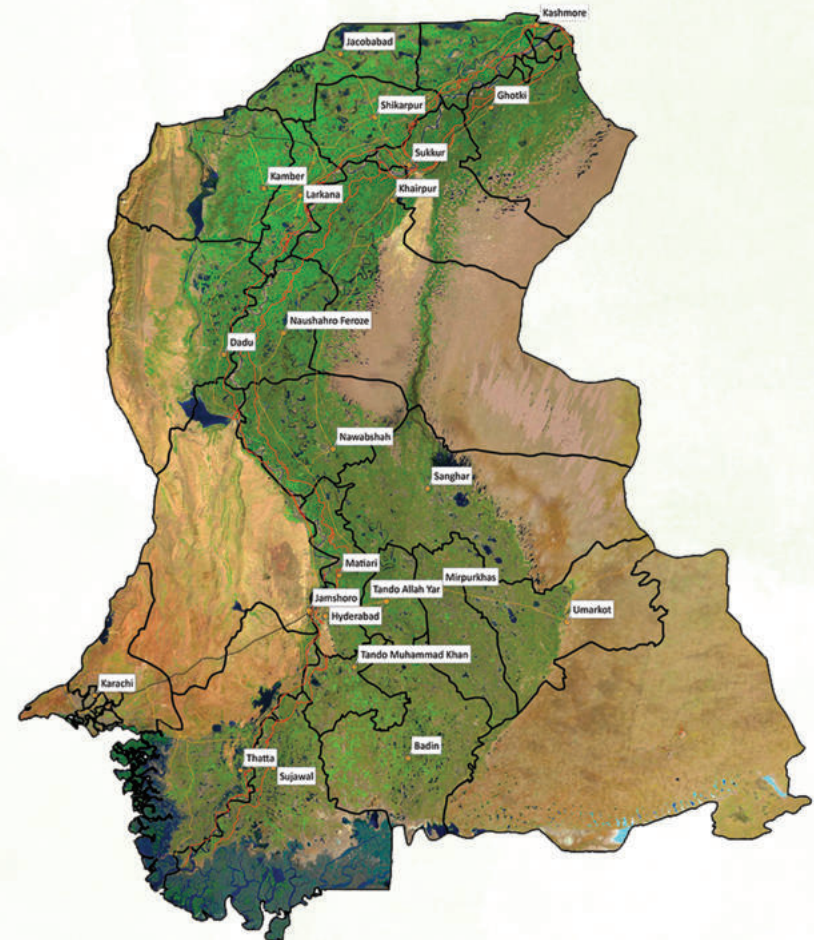 Kashmore
Jacobabad
Ghotki
Shikarpur
Sukkur
Kamber
Larkana
Khairpur
Naushahro Feroze
Dadu
Nawabshah
Sanghar
Matiari
Mirpurkhas
Tando Allah Yar
Jamshoro
Umarkot
Hyderabad
Tando Muhammad Khan
Karachi
Badin
Thatta
Sujawal